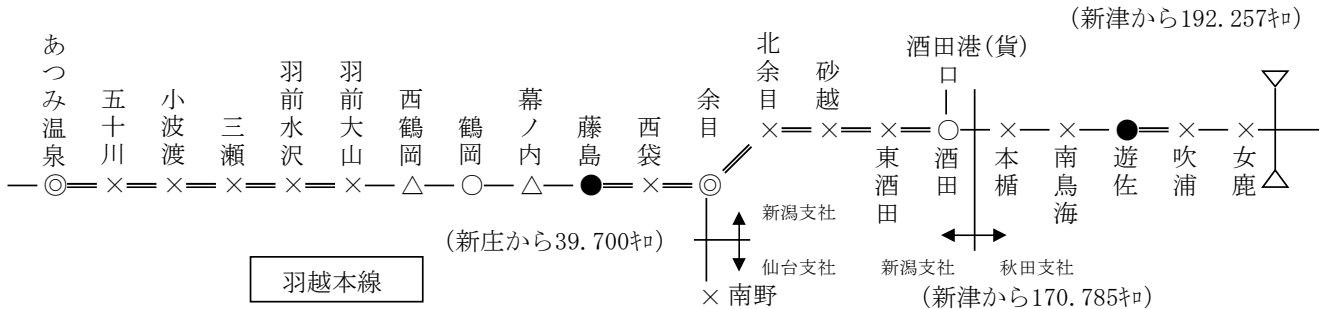 (新津から192.257㌔)
酒田港(貨)
あつみ温泉
五十川
小波渡
三瀬
羽前水沢
羽前大山
西鶴岡
鶴岡
幕ノ内
藤島
西袋
余目
北余目
砂越
東酒田
酒田
本楯
南鳥海
遊佐
吹浦
女鹿
新潟支社
(新庄から39.700㌔)
仙台支社
新潟支社
秋田支社
羽越本線
南野
(新津から170.785㌔)